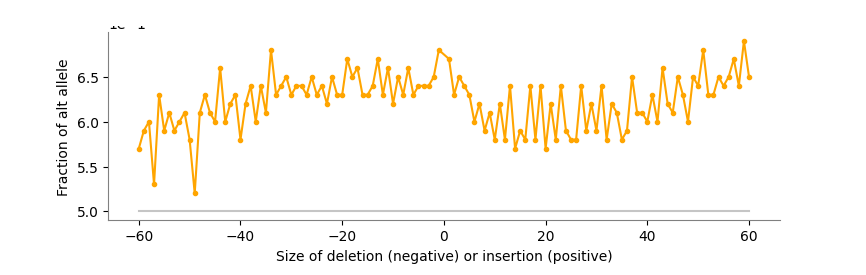 6.5
6.0
5.5
5.0
Fraction of alt allele
−60 −40 −20 0 20 40 60
Size of deletion (negative) or insertion (positive)